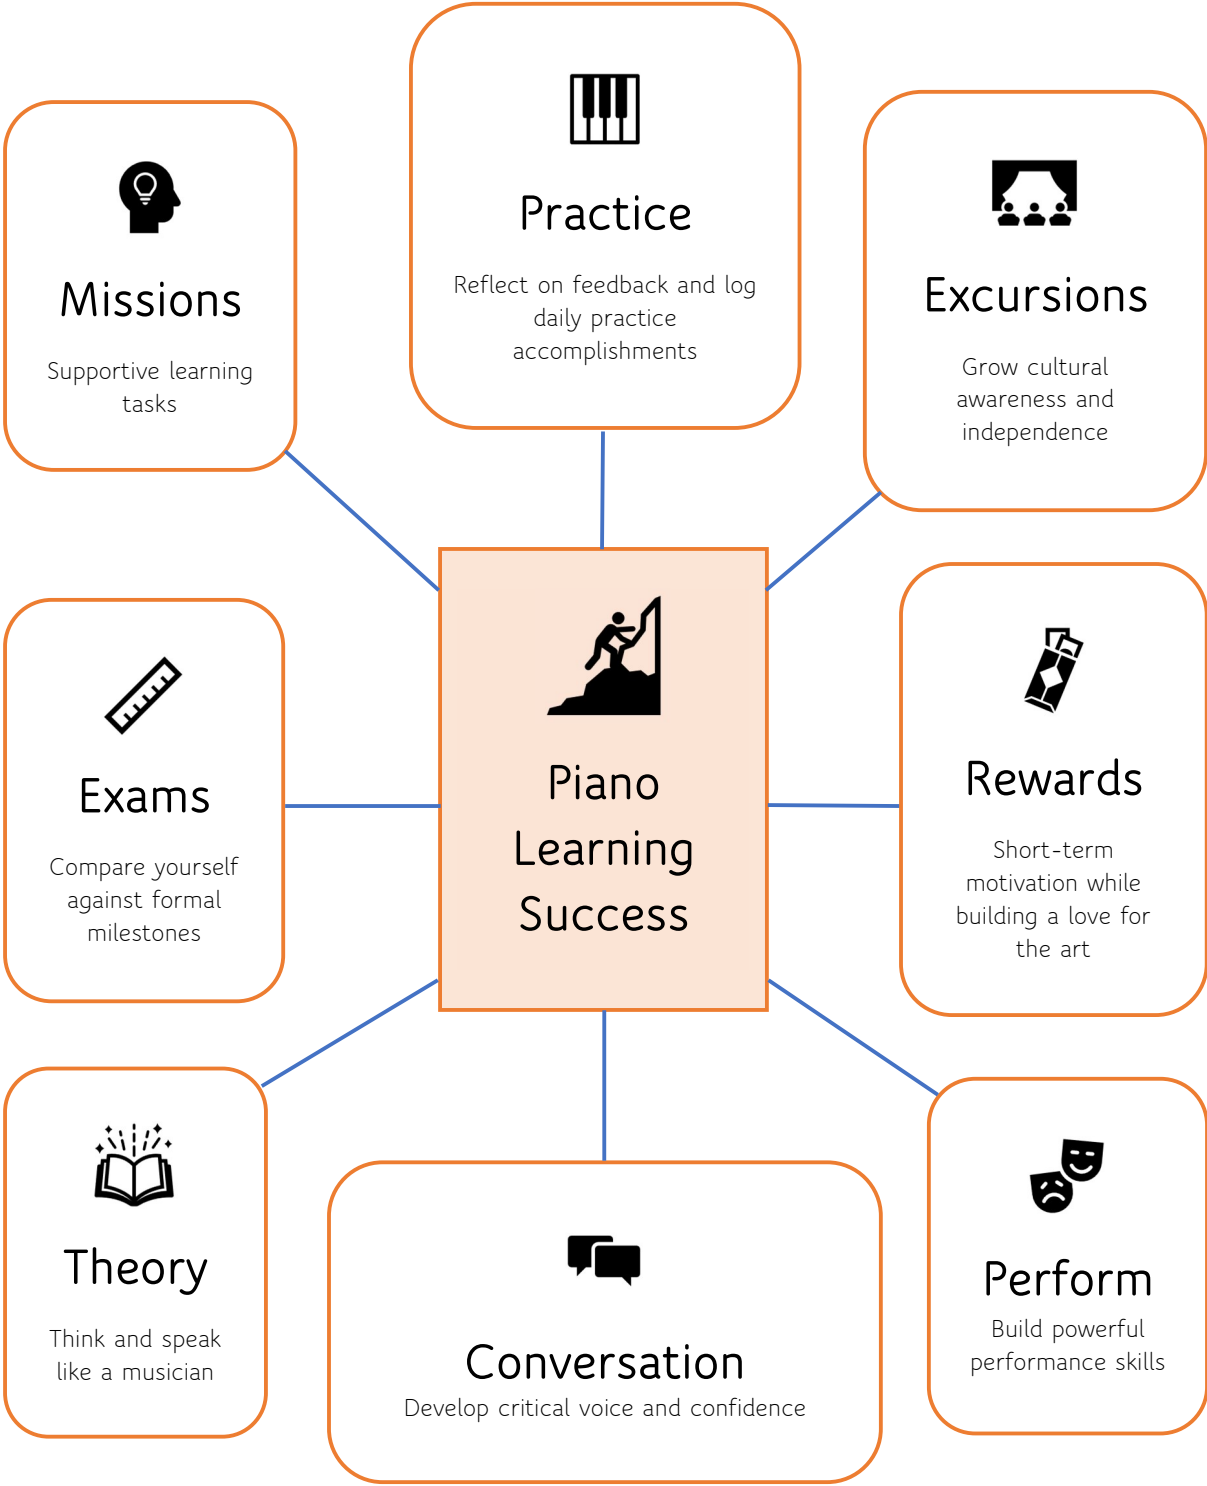 Practice
Reflect on feedback and log
daily practice
accomplishments
Missions
Supportive learning
tasks
Excursions
Grow cultural
awareness and
independence
Piano
Learning
Success
Exams
Compare yourself
against formal
milestones
Rewards
Short-term
motivation while
building a love for
the art
Theory
Think and speak
like a musician
Conversation
Develop critical voice and confidence
Perform
Build powerful
performance skills